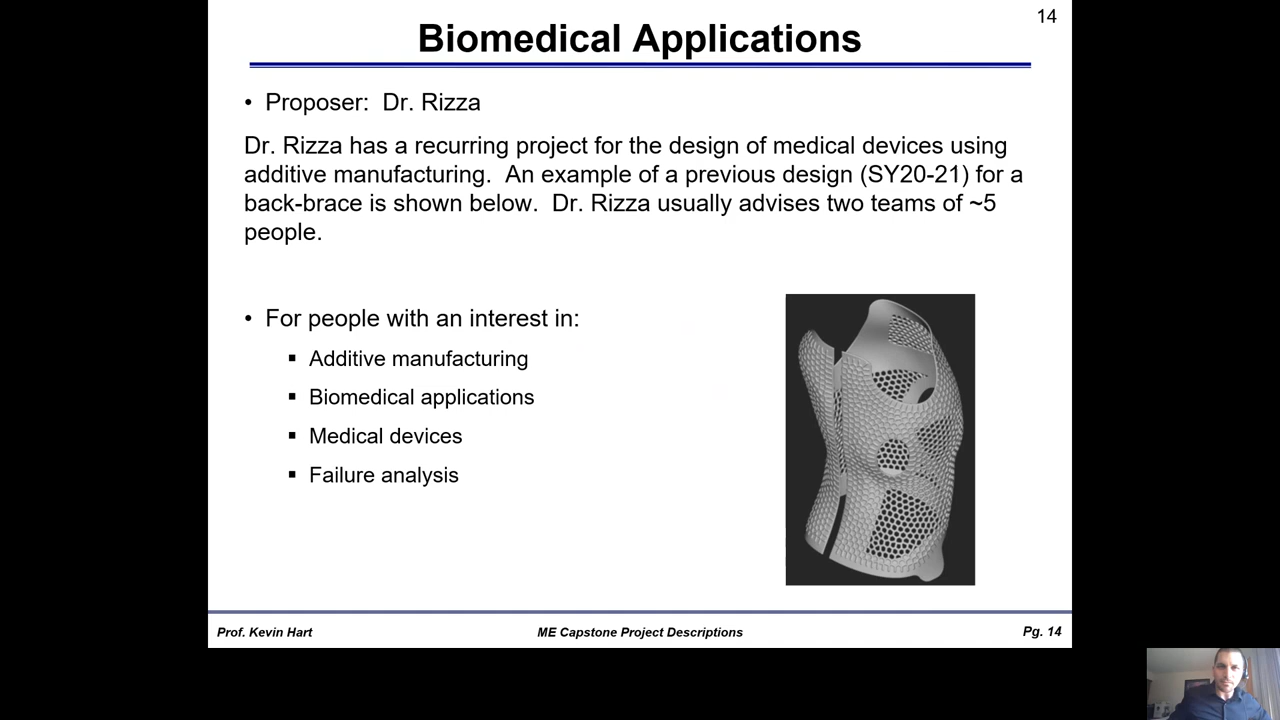 14
Biomedical Applications
• Proposer:  Dr. Rizza
Dr. Rizza has a recurring project for the design of medical devices using
additive manufacturing.  An example of a previous design (SY20-21) for a
back-brace is shown below.  Dr. Rizza usually advises two teams of ~5
people.
• For people with an interest in:
▪ Additive manufacturing
▪ Biomedical applications
▪ Medical devices
▪ Failure analysis
Prof. Kevin Hart
ME Capstone Project Descriptions
Pg. 14